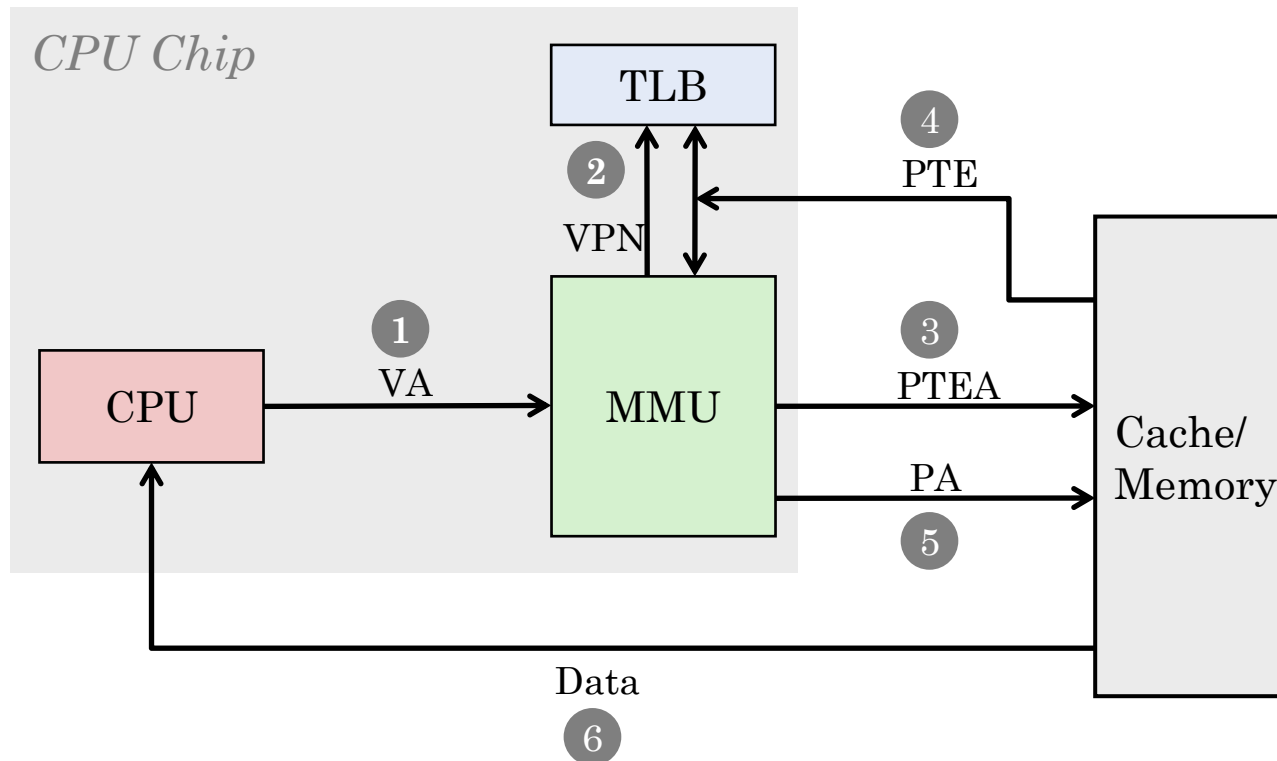 CPU Chip
TLB
4
PTE
2
VPN
1
VA
3
PTEA
CPU
MMU
Cache/
Memory
PA
5
Data
6